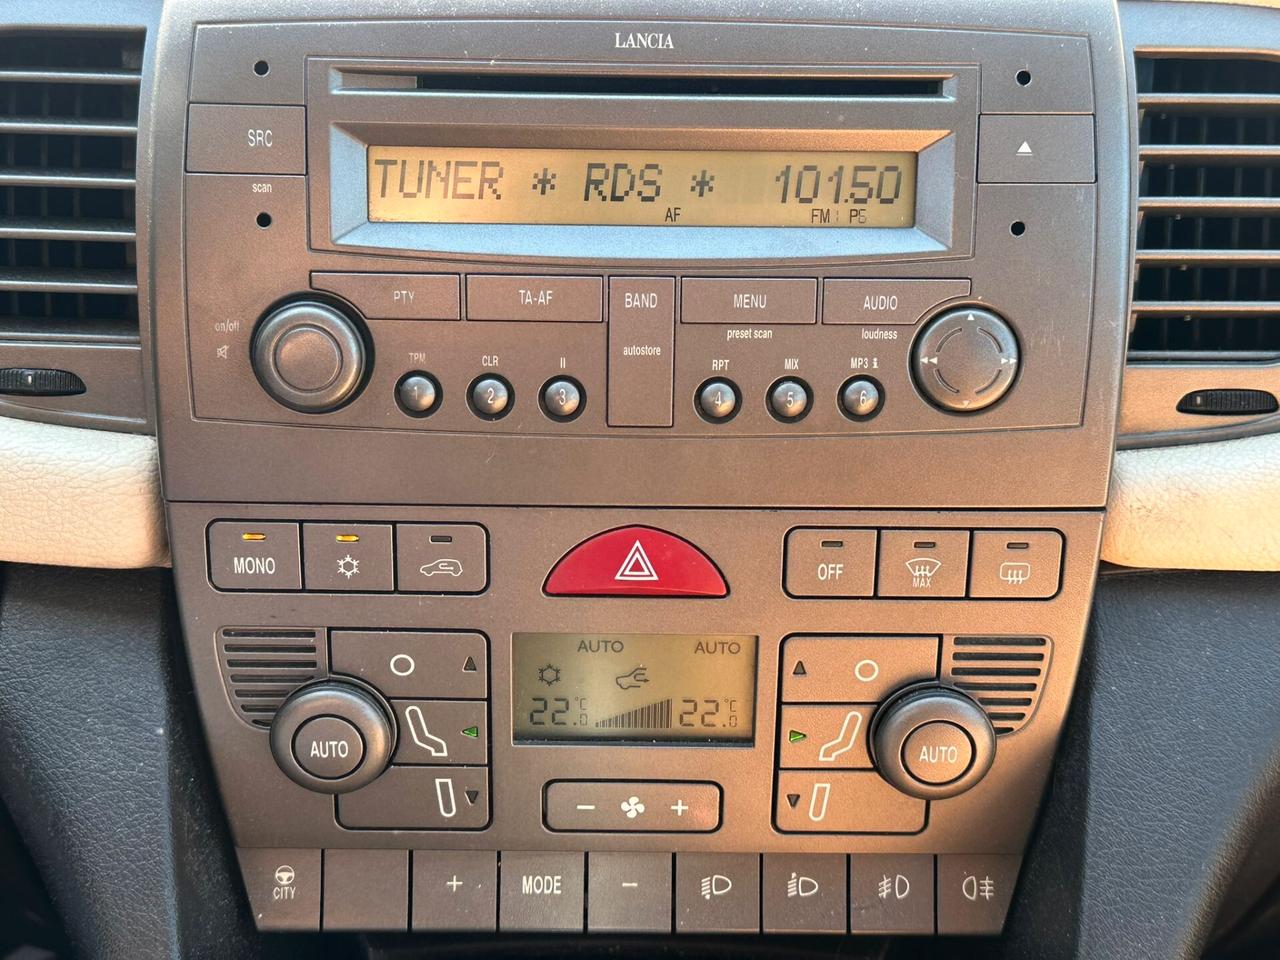 LANCIA
SRC
scan
TUNER * RDS * 101.50
AF FM1 P6
PTY TA-AF BAND MENU AUDIO
on/off autostore preset scan loudness
TPM CLR II RPT MIX MP3 i
1 2 3 4 5 6
MONO OFF MAX
AUTO AUTO
22.0°C 22.0°C
AUTO AUTO
- +
CITY + MODE -